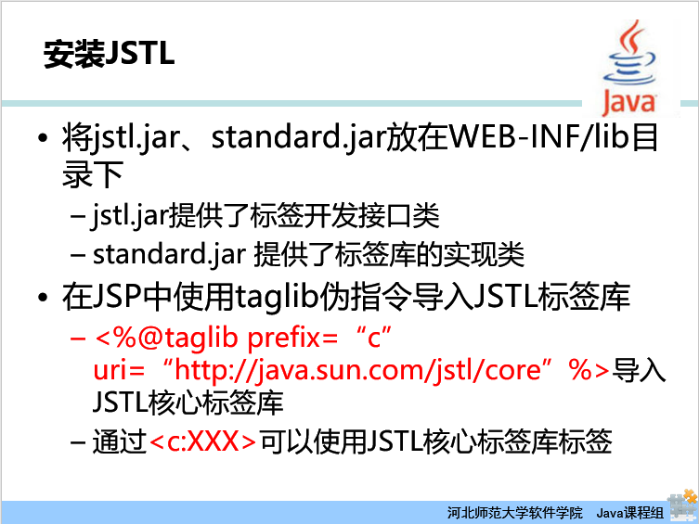 安装JSTL
Java
• 将jstl.jar、standard.jar放在WEB-INF/lib目
录下
– jstl.jar提供了标签开发接口类
– standard.jar 提供了标签库的实现类
• 在JSP中使用taglib伪指令导入JSTL标签库
– <%@taglib prefix=“c”
uri=“http://java.sun.com/jstl/core”%>导入
JSTL核心标签库
– 通过<c:XXX>可以使用JSTL核心标签库标签
河北师范大学软件学院 Java课程组